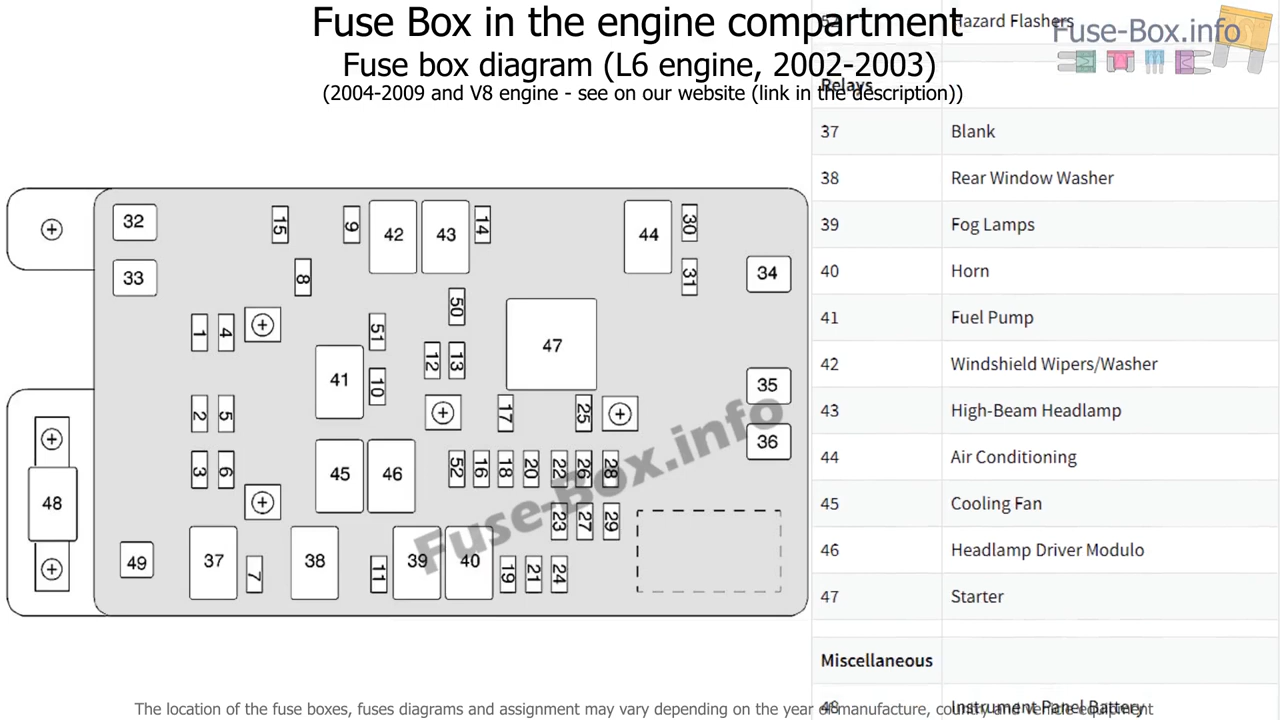 Fuse Box in the engine compartment
Fuse box diagram (L6 engine, 2002-2003)
(2004-2009 and V8 engine - see on our website (link in the description))
Fuse-Box.info
52 Hazard Flashers
Relays
37 Blank
38 Rear Window Washer
39 Fog Lamps
40 Horn
41 Fuel Pump
42 Windshield Wipers/Washer
43 High-Beam Headlamp
44 Air Conditioning
45 Cooling Fan
46 Headlamp Driver Modulo
47 Starter
Miscellaneous
48 Instrument Panel Battery
32 15 9 42 43 14 44 30
33 8 31 34
1 4 51 50 12 13 47
41 10 35
2 5 17 25 36
3 6 45 46 52 16 18 20 22 26 28
48 23 27 29
49 37 7 38 11 39 40 19 21 24
Fuse-Box.info
The location of the fuse boxes, fuses diagrams and assignment may vary depending on the year of manufacture, country and vehicle equipment